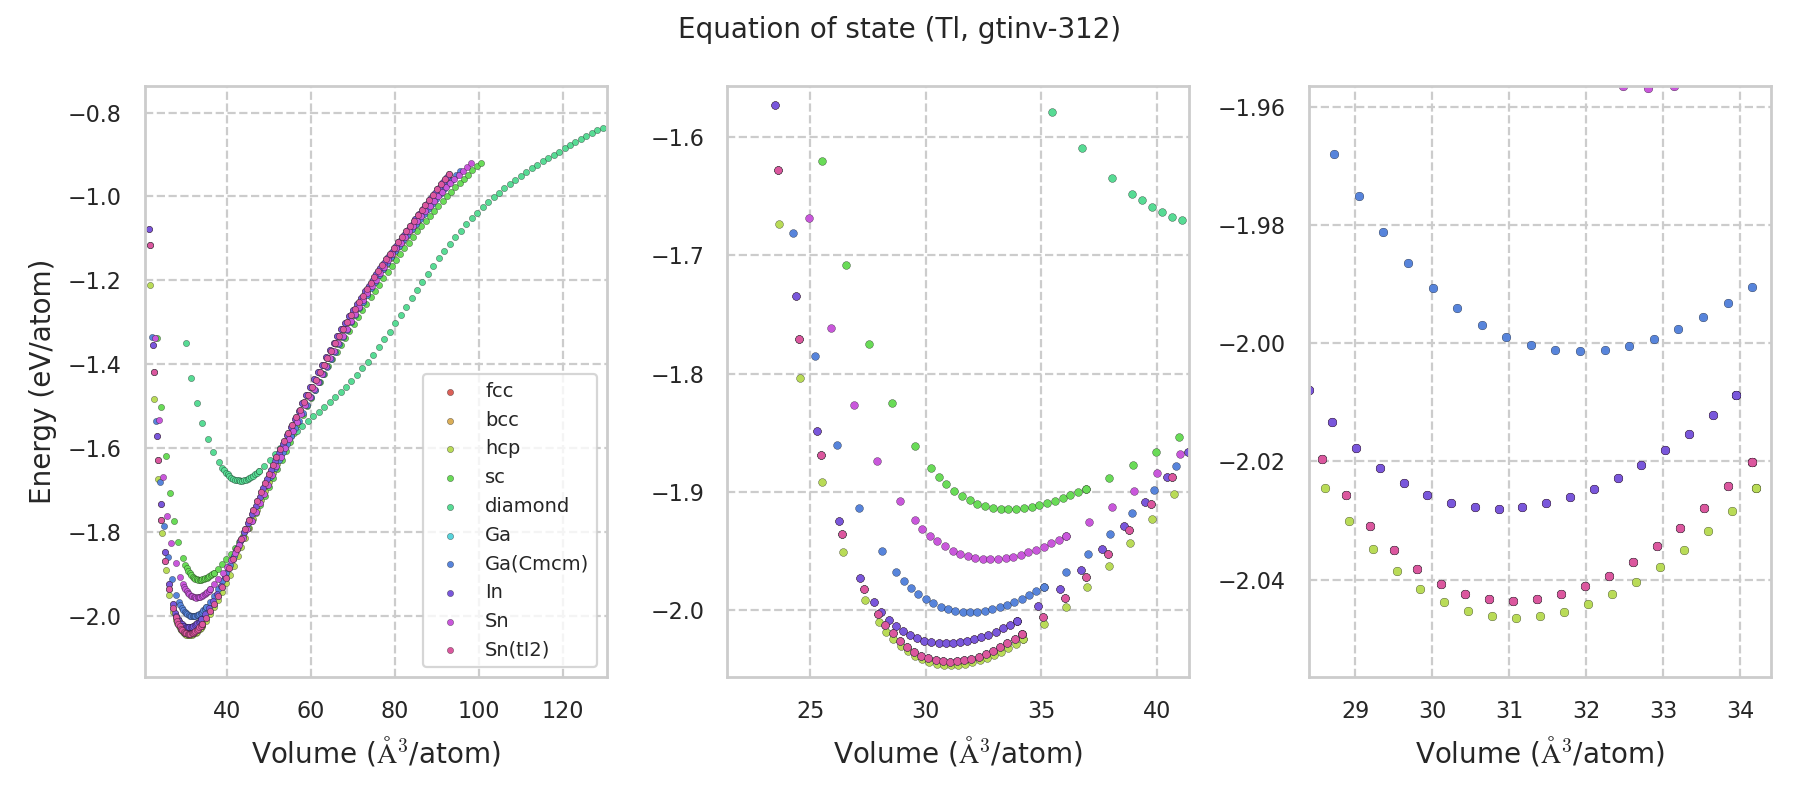 Equation of state (Tl, gtinv-312)
Energy (eV/atom)
−0.8
−1.0
−1.2
−1.4
−1.6
−1.8
−2.0
40 60 80 100 120
Volume (Å³/atom)
fcc
bcc
hcp
sc
diamond
Ga
Ga(Cmcm)
In
Sn
Sn(tI2)
−1.6
−1.7
−1.8
−1.9
−2.0
25 30 35 40
Volume (Å³/atom)
−1.96
−1.98
−2.00
−2.02
−2.04
29 30 31 32 33 34
Volume (Å³/atom)